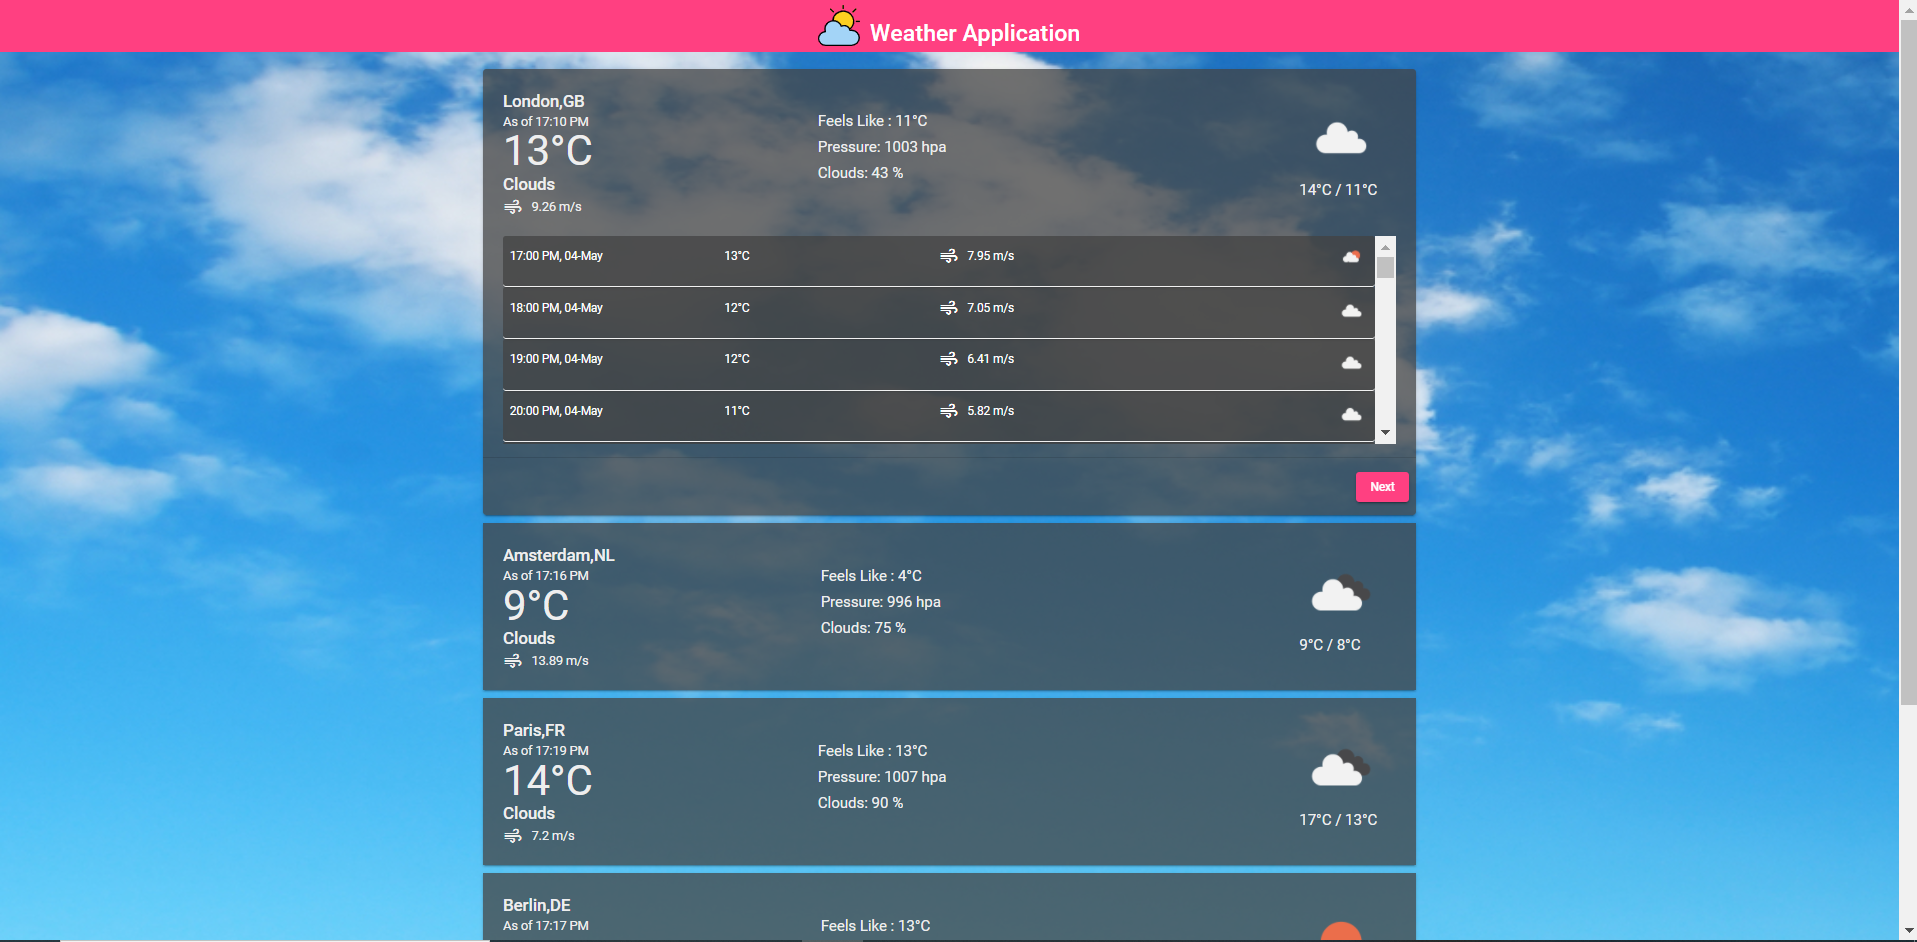 Weather Application
London,GB
As of 17:10 PM
13°C
Clouds
9.26 m/s
Feels Like : 11°C
Pressure: 1003 hpa
Clouds: 43 %
14°C / 11°C
17:00 PM, 04-May 13°C 7.95 m/s
18:00 PM, 04-May 12°C 7.05 m/s
19:00 PM, 04-May 12°C 6.41 m/s
20:00 PM, 04-May 11°C 5.82 m/s
Next
Amsterdam,NL
As of 17:16 PM
9°C
Clouds
13.89 m/s
Feels Like : 4°C
Pressure: 996 hpa
Clouds: 75 %
9°C / 8°C
Paris,FR
As of 17:19 PM
14°C
Clouds
7.2 m/s
Feels Like : 13°C
Pressure: 1007 hpa
Clouds: 90 %
17°C / 13°C
Berlin,DE
As of 17:17 PM
Feels Like : 13°C